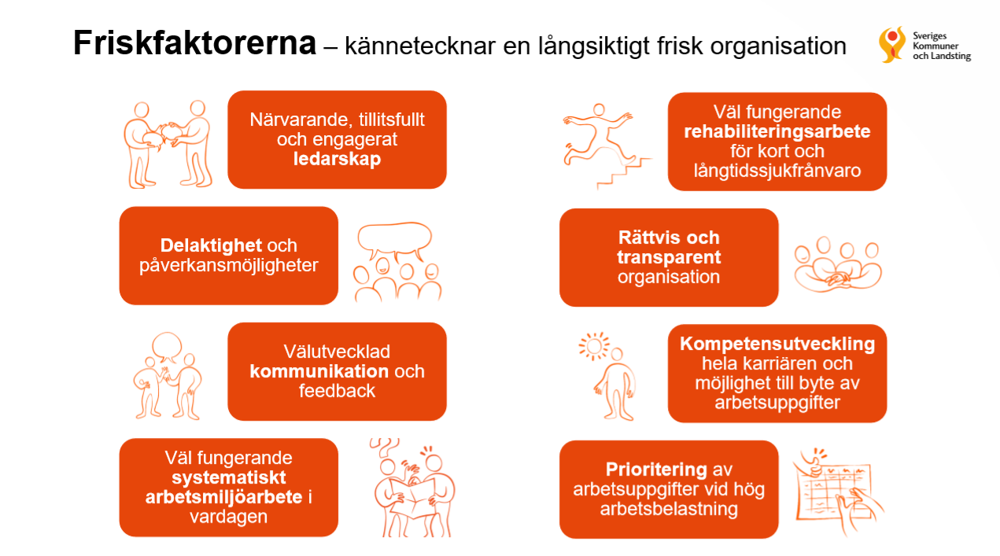 Friskfaktorerna – kännetecknar en långsiktigt frisk organisation
Sveriges
Kommuner
och Landsting
Närvarande, tillitsfullt
och engagerat
ledarskap
Delaktighet och
påverkansmöjligheter
Välutvecklad
kommunikation och
feedback
Väl fungerande
systematiskt
arbetsmiljöarbete i
vardagen
Väl fungerande
rehabiliteringsarbete
för kort och
långtidssjukfrånvaro
Rättvis och
transparent
organisation
Kompetensutveckling
hela karriären och
möjlighet till byte av
arbetsuppgifter
Prioritering av
arbetsuppgifter vid hög
arbetsbelastning